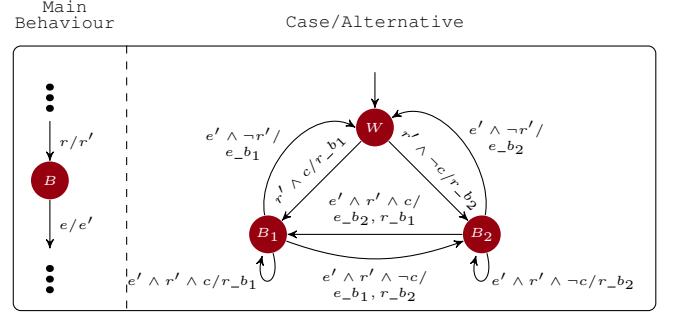 Main
Behaviour
Case/Alternative
r/r′
B
e/e′
W
e′ ∧ ¬r′/
e_b₁
r′ ∧ c/r_b₁
r′ ∧ ¬c/r_b₂
e′ ∧ ¬r′/
e_b₂
e′ ∧ r′ ∧ c/
e_b₂, r_b₁
B₁
B₂
e′ ∧ r′ ∧ c/r_b₁
e′ ∧ r′ ∧ ¬c/
e_b₁, r_b₂
e′ ∧ r′ ∧ ¬c/r_b₂